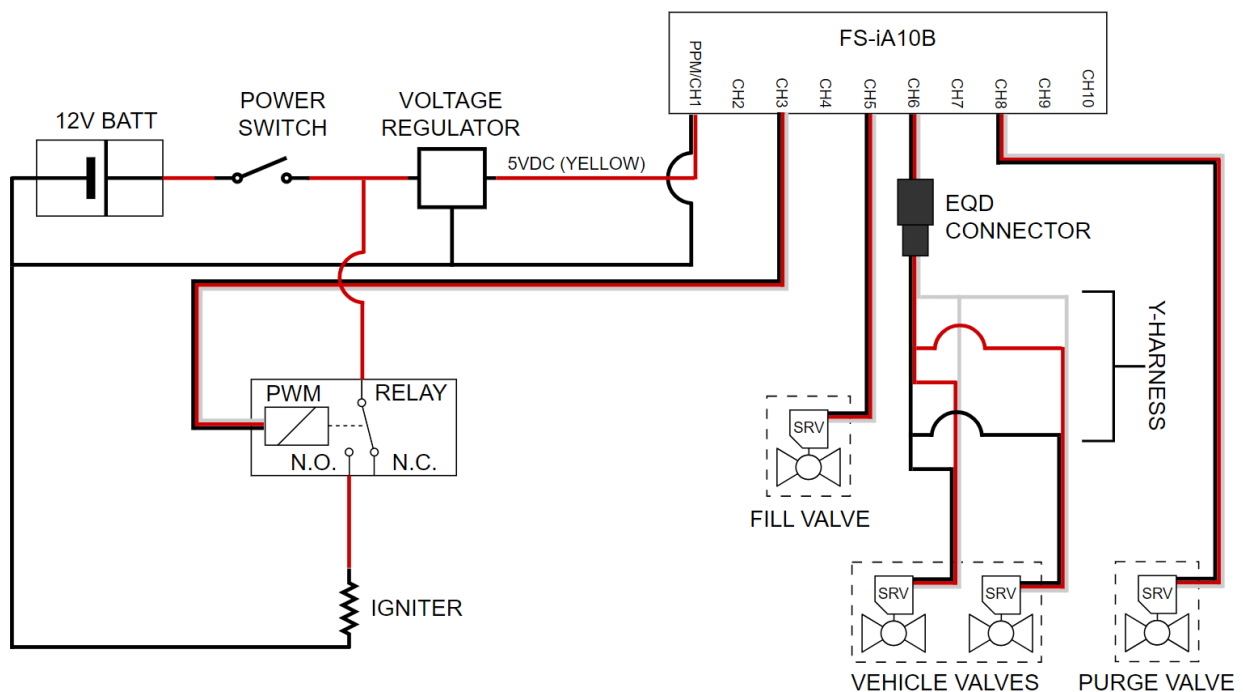 FS-iA10B
PPM/CH1
CH2
CH3
CH4
CH5
CH6
CH7
CH8
CH9
CH10
12V BATT
POWER
SWITCH
VOLTAGE
REGULATOR
5VDC (YELLOW)
EQD
CONNECTOR
Y-HARNESS
PWM
RELAY
N.O.
N.C.
IGNITER
SRV
FILL VALVE
SRV
SRV
VEHICLE VALVES
SRV
PURGE VALVE